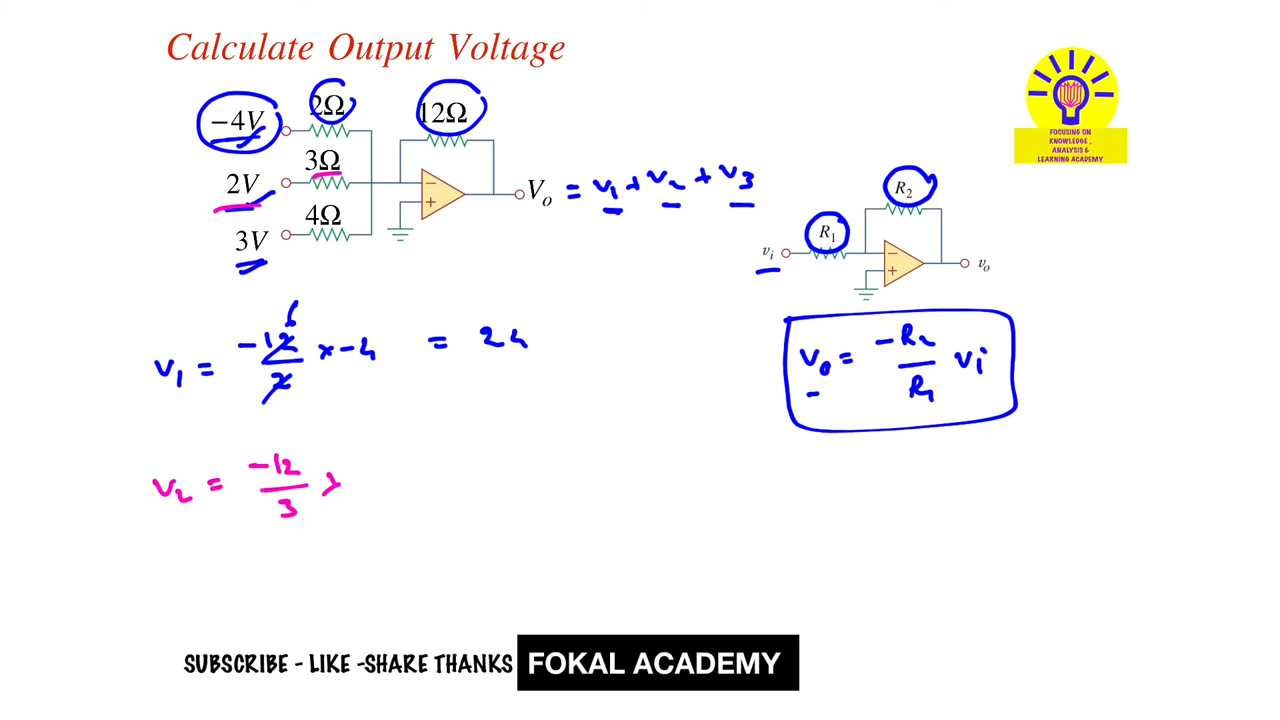 Calculate Output Voltage
−4V
2Ω
12Ω
3Ω
2V
4Ω
3V
−
+
Vo = v1 + v2 + v3
FOCUSING ON
KNOWLEDGE ,
ANALYSIS &
LEARNING ACADEMY
R2
R1
vi
−
+
vo
v1 = -12/2 x -4 = 24
6
vo = -R2/R1 vi
v2 = -12/3 x
SUBSCRIBE - LIKE -SHARE THANKS
FOKAL ACADEMY